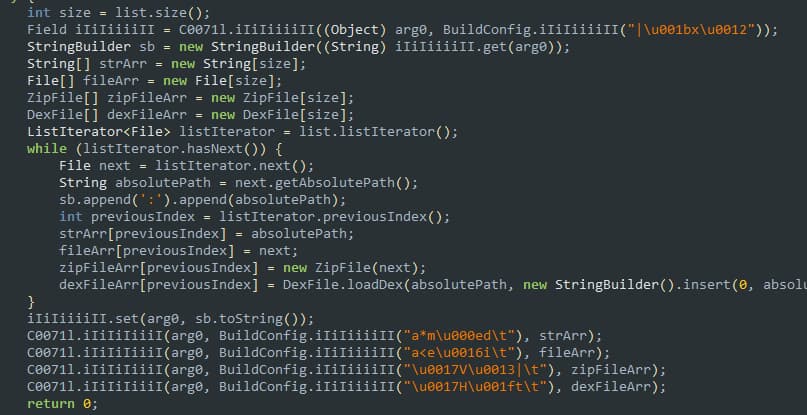 int size = list.size();
Field iIiIiiiiII = C0071l.iIiIiiiiII((Object) arg0, BuildConfig.iIiIiiiiII("|\u001bx\u0012"));
StringBuilder sb = new StringBuilder((String) iIiIiiiiII.get(arg0));
String[] strArr = new String[size];
File[] fileArr = new File[size];
ZipFile[] zipFileArr = new ZipFile[size];
DexFile[] dexFileArr = new DexFile[size];
ListIterator<File> listIterator = list.listIterator();
while (listIterator.hasNext()) {
File next = listIterator.next();
String absolutePath = next.getAbsolutePath();
sb.append(':').append(absolutePath);
int previousIndex = listIterator.previousIndex();
strArr[previousIndex] = absolutePath;
fileArr[previousIndex] = next;
zipFileArr[previousIndex] = new ZipFile(next);
dexFileArr[previousIndex] = DexFile.loadDex(absolutePath, new StringBuilder().insert(0, absolu
}
iIiIiiiiII.set(arg0, sb.toString());
C0071l.iIiIiiiiII(arg0, BuildConfig.iIiIiiiiII("a*m\u000ed\t"), strArr);
C0071l.iIiIiiiiII(arg0, BuildConfig.iIiIiiiiII("a<e\u0016i\t"), fileArr);
C0071l.iIiIiiiiII(arg0, BuildConfig.iIiIiiiiII("\u0017V\u0013|\t"), zipFileArr);
C0071l.iIiIiiiiII(arg0, BuildConfig.iIiIiiiiII("\u0017H\u001ft\t"), dexFileArr);
return 0;